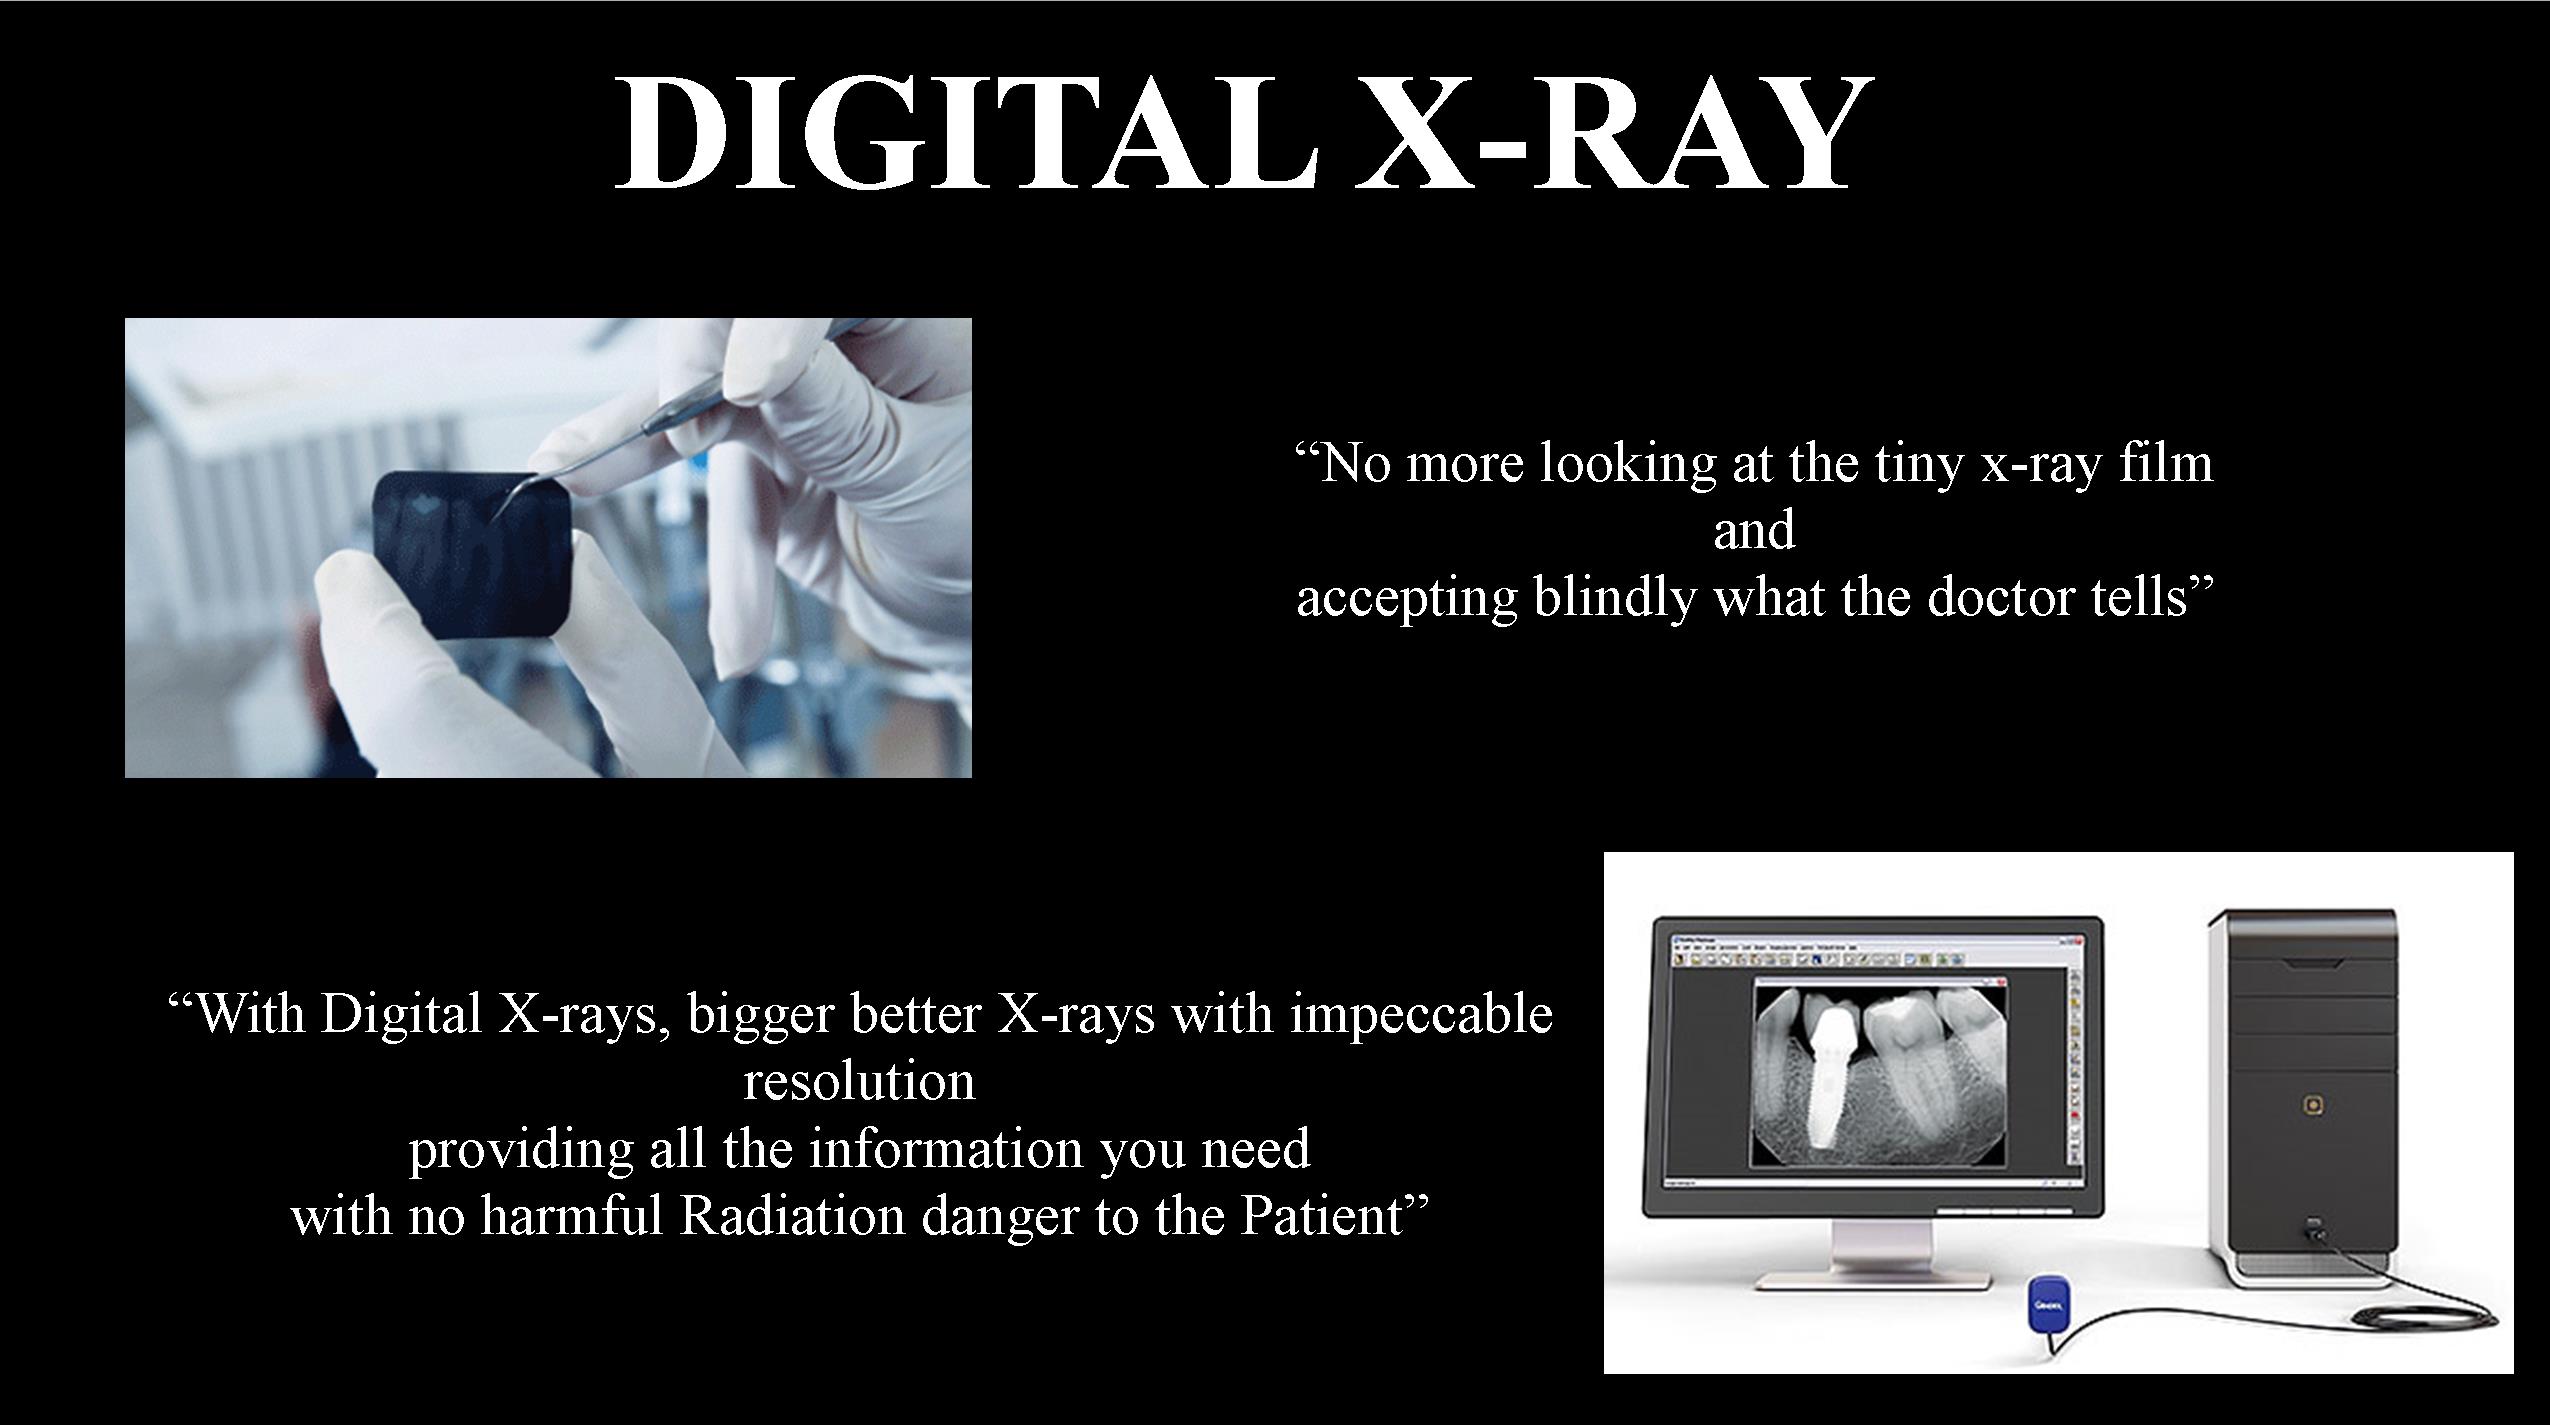 DIGITAL X-RAY
“No more looking at the tiny x-ray film
and
accepting blindly what the doctor tells”
“With Digital X-rays, bigger better X-rays with impeccable
resolution
providing all the information you need
with no harmful Radiation danger to the Patient”